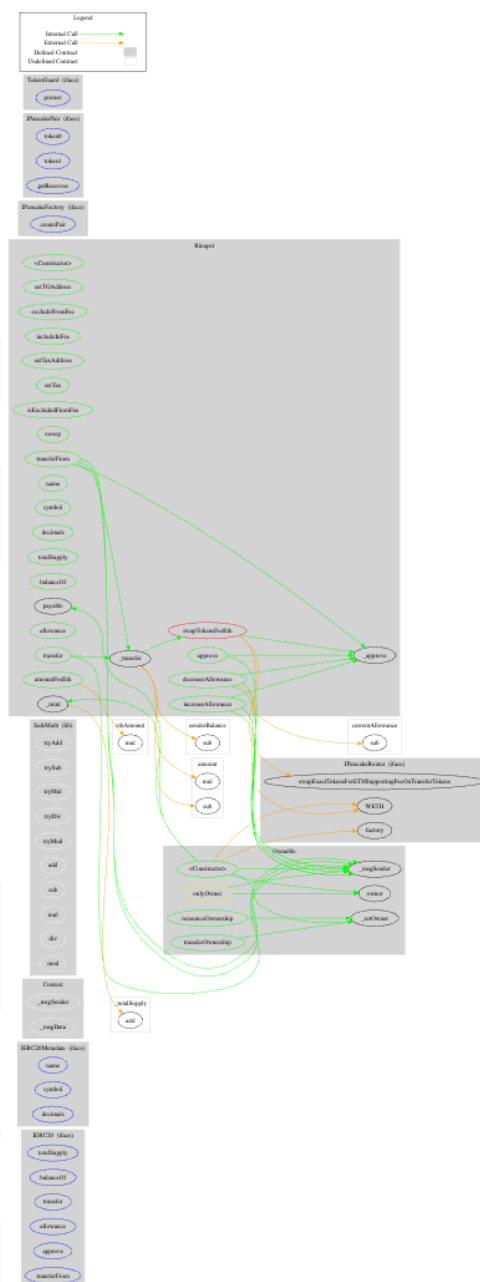 Legend
Internal Call
External Call
Defined Contract
Undefined Contract
TokenGuard (iface)
protect
IPancakePair (iface)
token0
token1
getReserves
IPancakeFactory (iface)
createPair
Binapet
<Constructor>
setTGAddress
excludeFromFee
includeInFee
setTaxAddress
setTax
isExcludedFromFee
sweep
transferFrom
name
symbol
decimals
totalSupply
balanceOf
payable
allowance
transfer
amountForEth
_mint
_transfer
swapTokensForEth
approve
decreaseAllowance
increaseAllowance
_approve
ethAmount
mul
senderBalance
sub
currentAllowance
sub
amount
mul
sub
IPancakeRouter (iface)
swapExactTokensForETHSupportingFeeOnTransferTokens
WETH
factory
SafeMath (lib)
tryAdd
trySub
tryMul
tryDiv
tryMod
add
sub
mul
div
mod
Ownable
<Constructor>
onlyOwner
renounceOwnership
transferOwnership
_msgSender
owner
_setOwner
Context
_msgSender
_msgData
_totalSupply
add
IERC20Metadata (iface)
name
symbol
decimals
IERC20 (iface)
totalSupply
balanceOf
transfer
allowance
approve
transferFrom